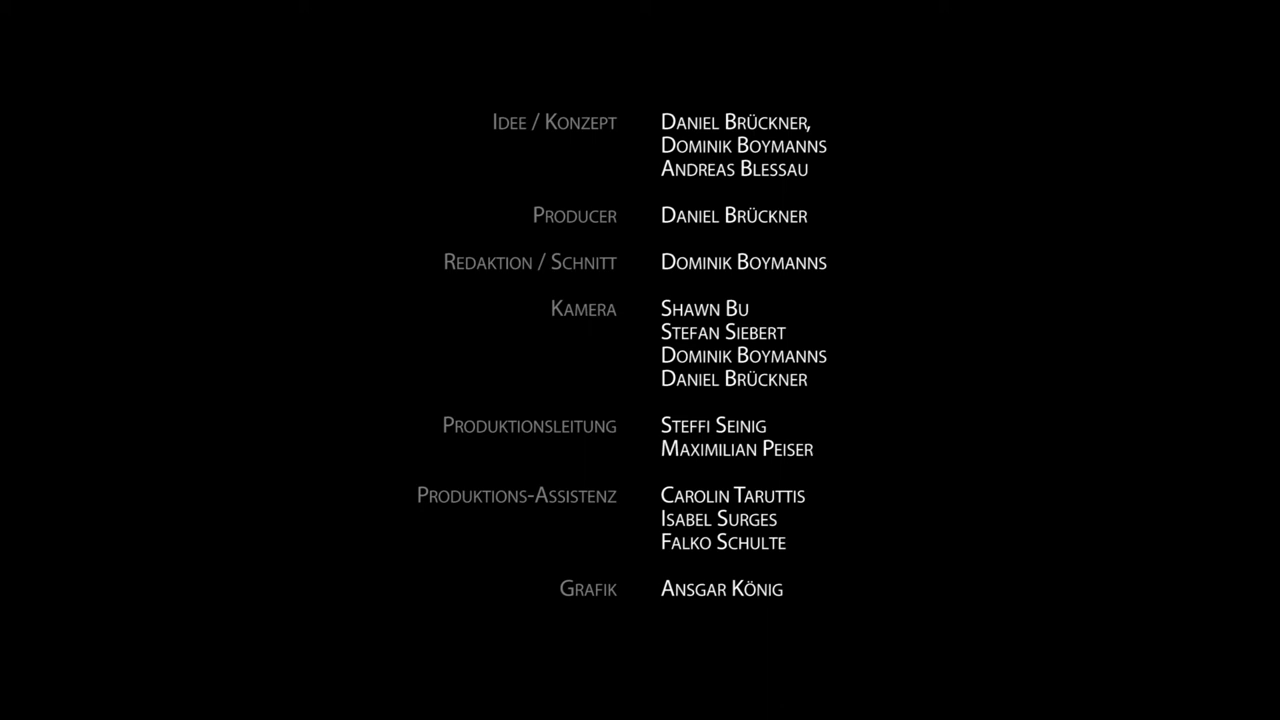 Idee / Konzept Daniel Brückner,
Dominik Boymanns
Andreas Blessau
Producer Daniel Brückner
Redaktion / Schnitt Dominik Boymanns
Kamera Shawn Bu
Stefan Siebert
Dominik Boymanns
Daniel Brückner
Produktionsleitung Steffi Seinig
Maximilian Peiser
Produktions-Assistenz Carolin Taruttis
Isabel Surges
Falko Schulte
Grafik Ansgar König